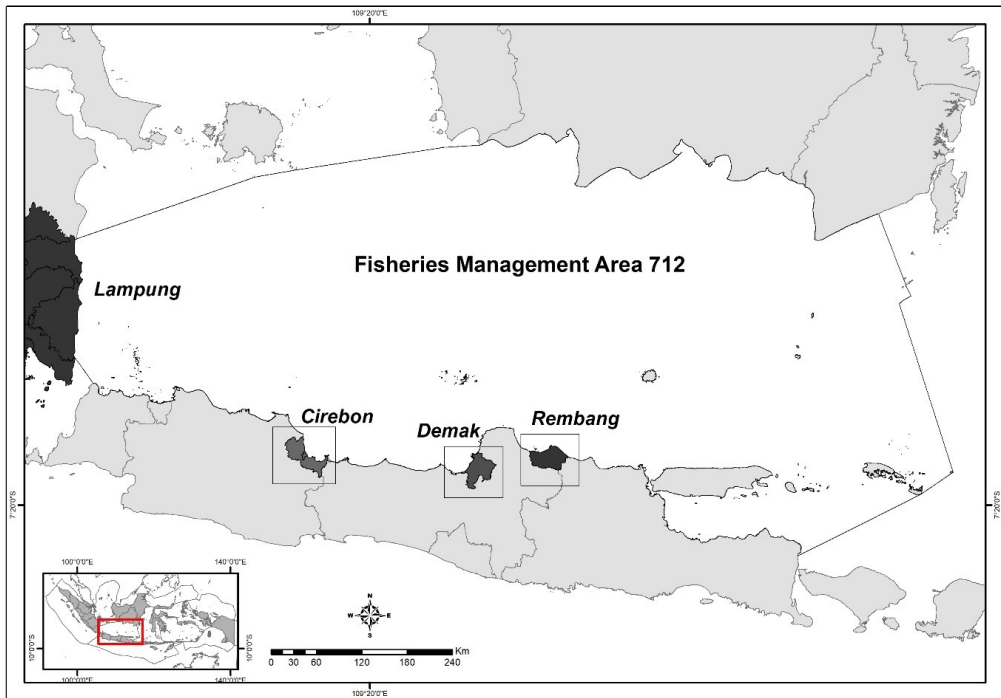 109°20'0"E
Fisheries Management Area 712
Lampung
Cirebon
Demak
Rembang
7°20'0"S
7°20'0"S
100°0'0"E
140°0'0"E
10°0'0"S
10°0'0"S
100°0'0"E
140°0'0"E
N
W
E
S
Km
0 15 30 60 120 180 240
109°20'0"E